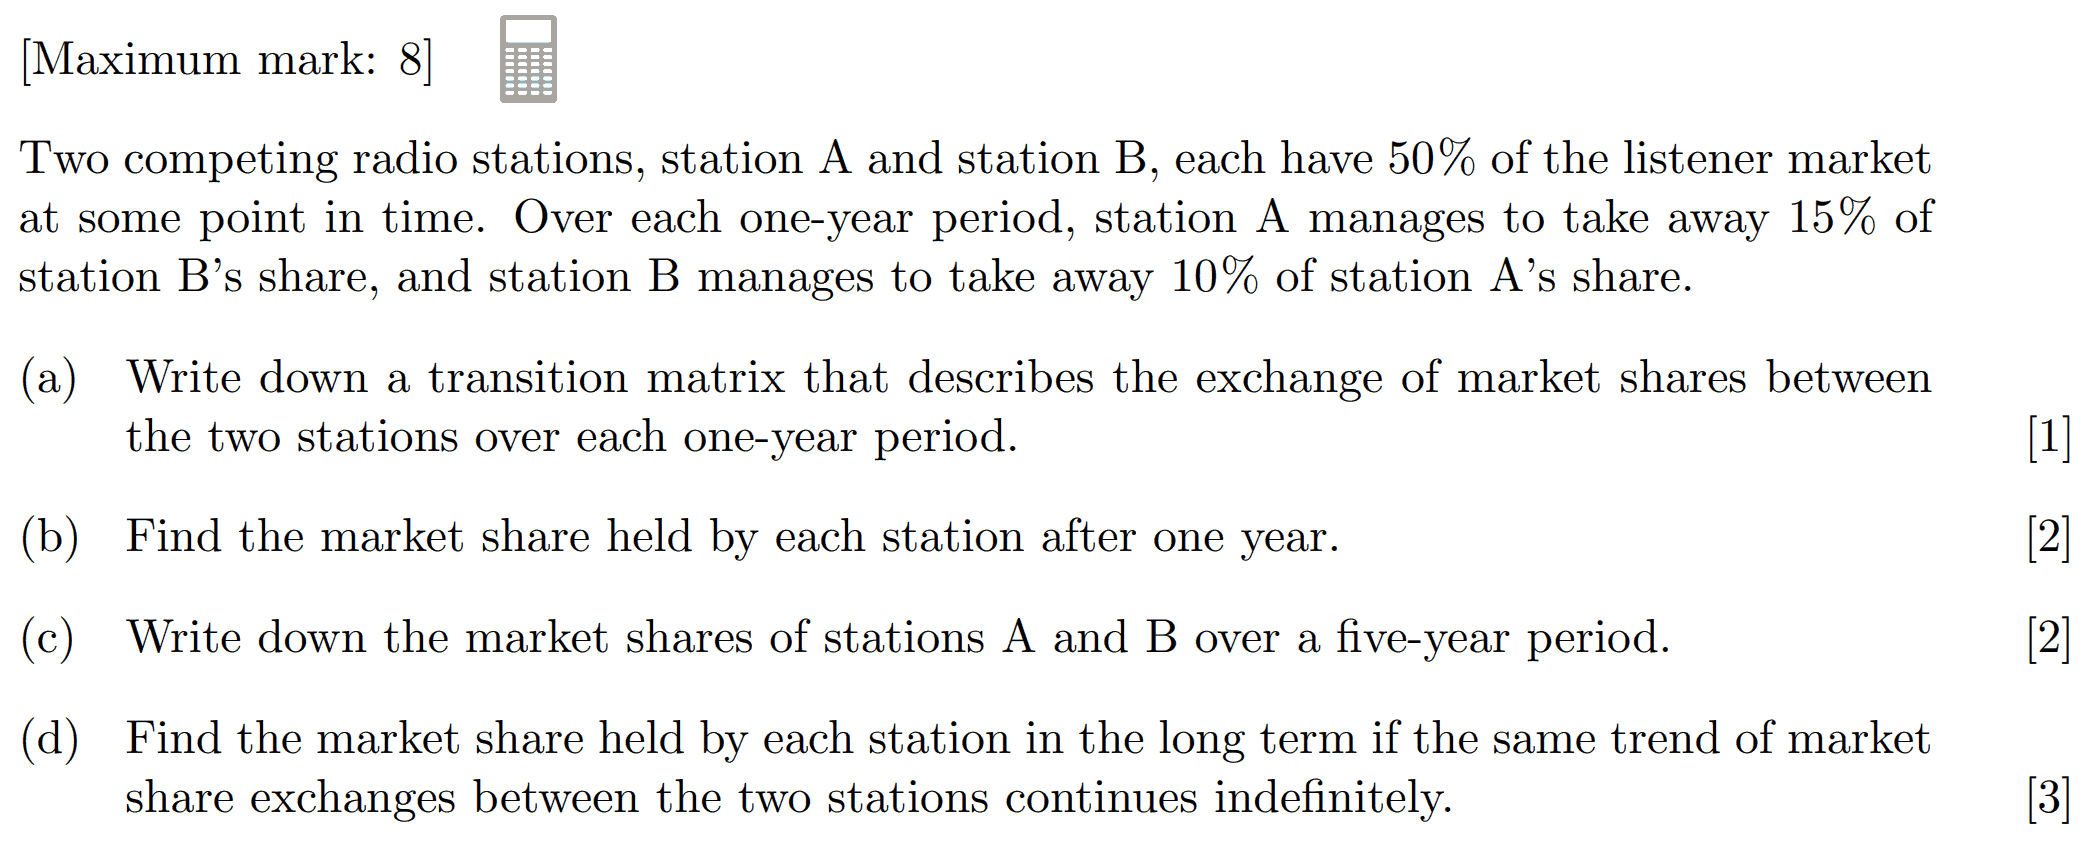 [Maximum mark: 8]
Two competing radio stations, station A and station B, each have 50% of the listener market
at some point in time. Over each one-year period, station A manages to take away 15% of
station B's share, and station B manages to take away 10% of station A's share.
(a) Write down a transition matrix that describes the exchange of market shares between
the two stations over each one-year period. [1]
(b) Find the market share held by each station after one year. [2]
(c) Write down the market shares of stations A and B over a five-year period. [2]
(d) Find the market share held by each station in the long term if the same trend of market
share exchanges between the two stations continues indefinitely. [3]